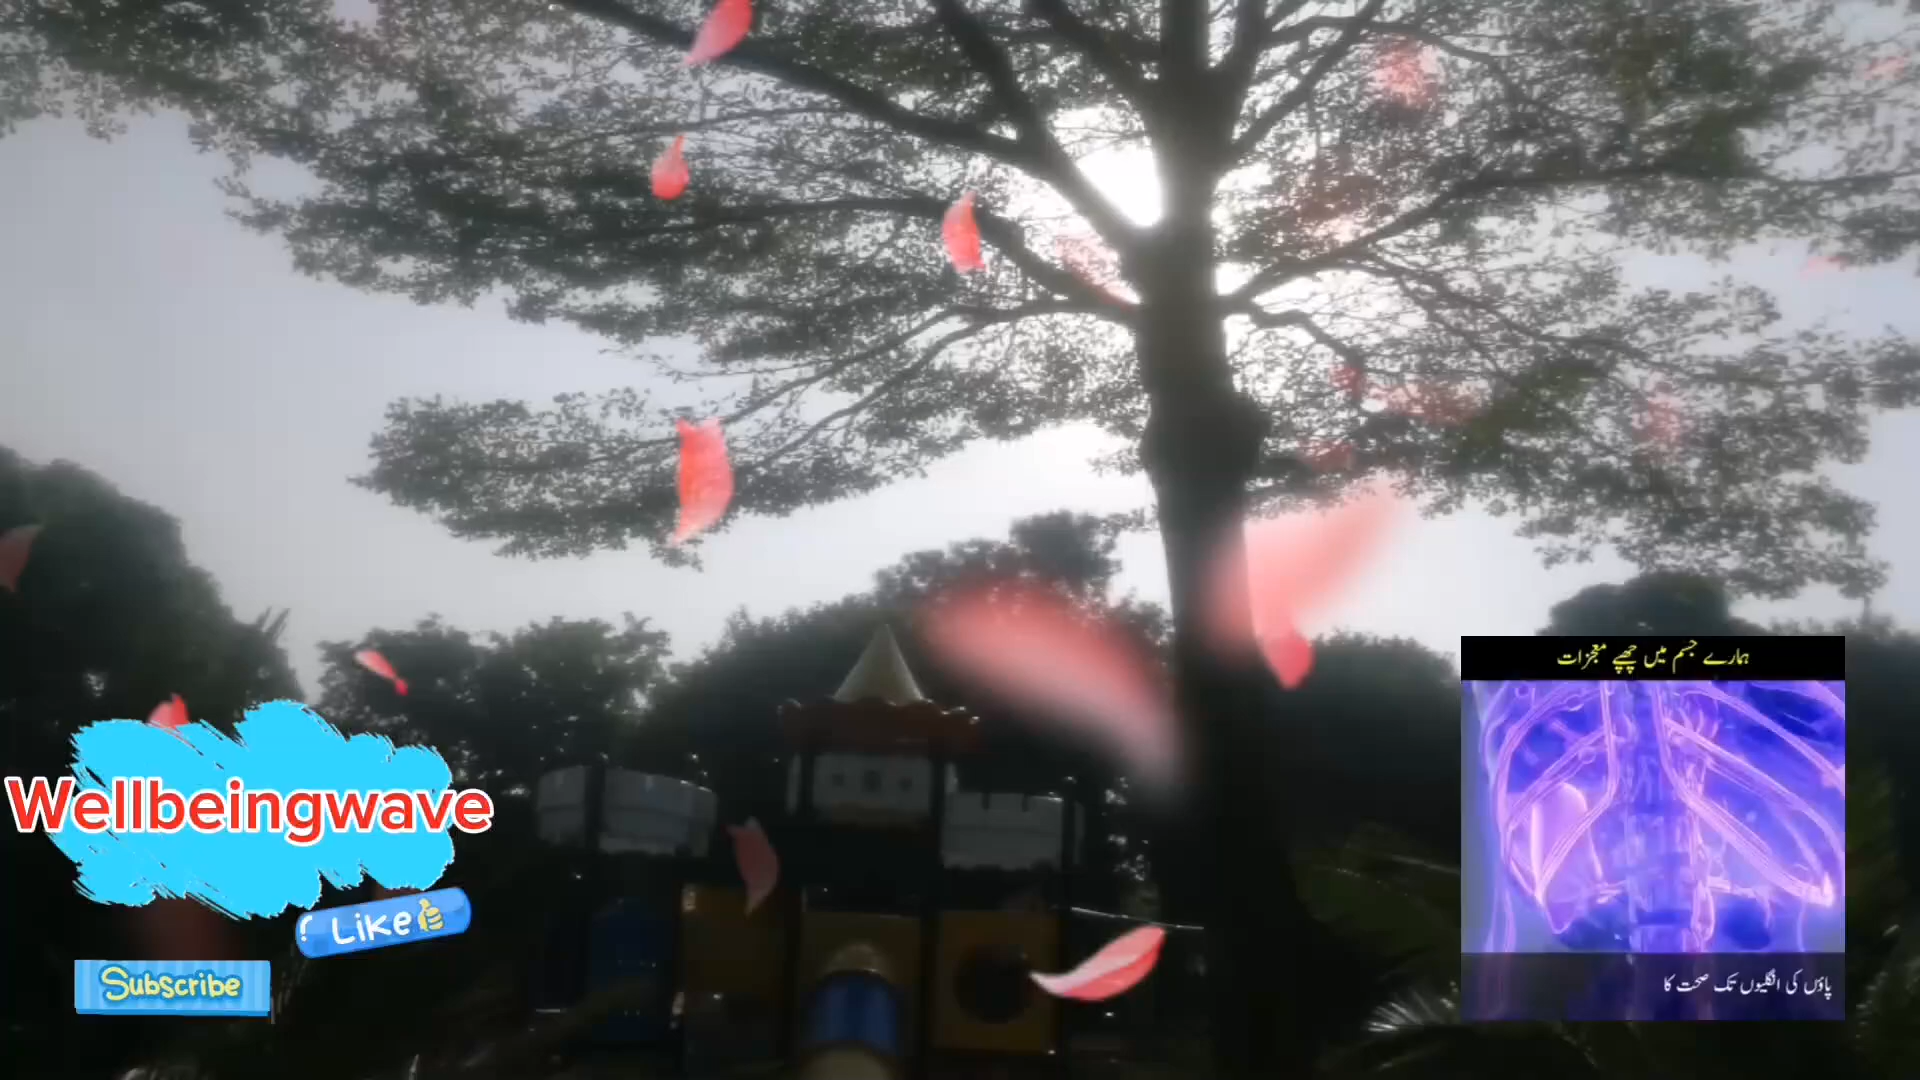 Wellbeingwave
Like
Subscribe
ہمارے جسم میں چھپے معجزات
پاؤں کی انگلیوں تک صحت کا